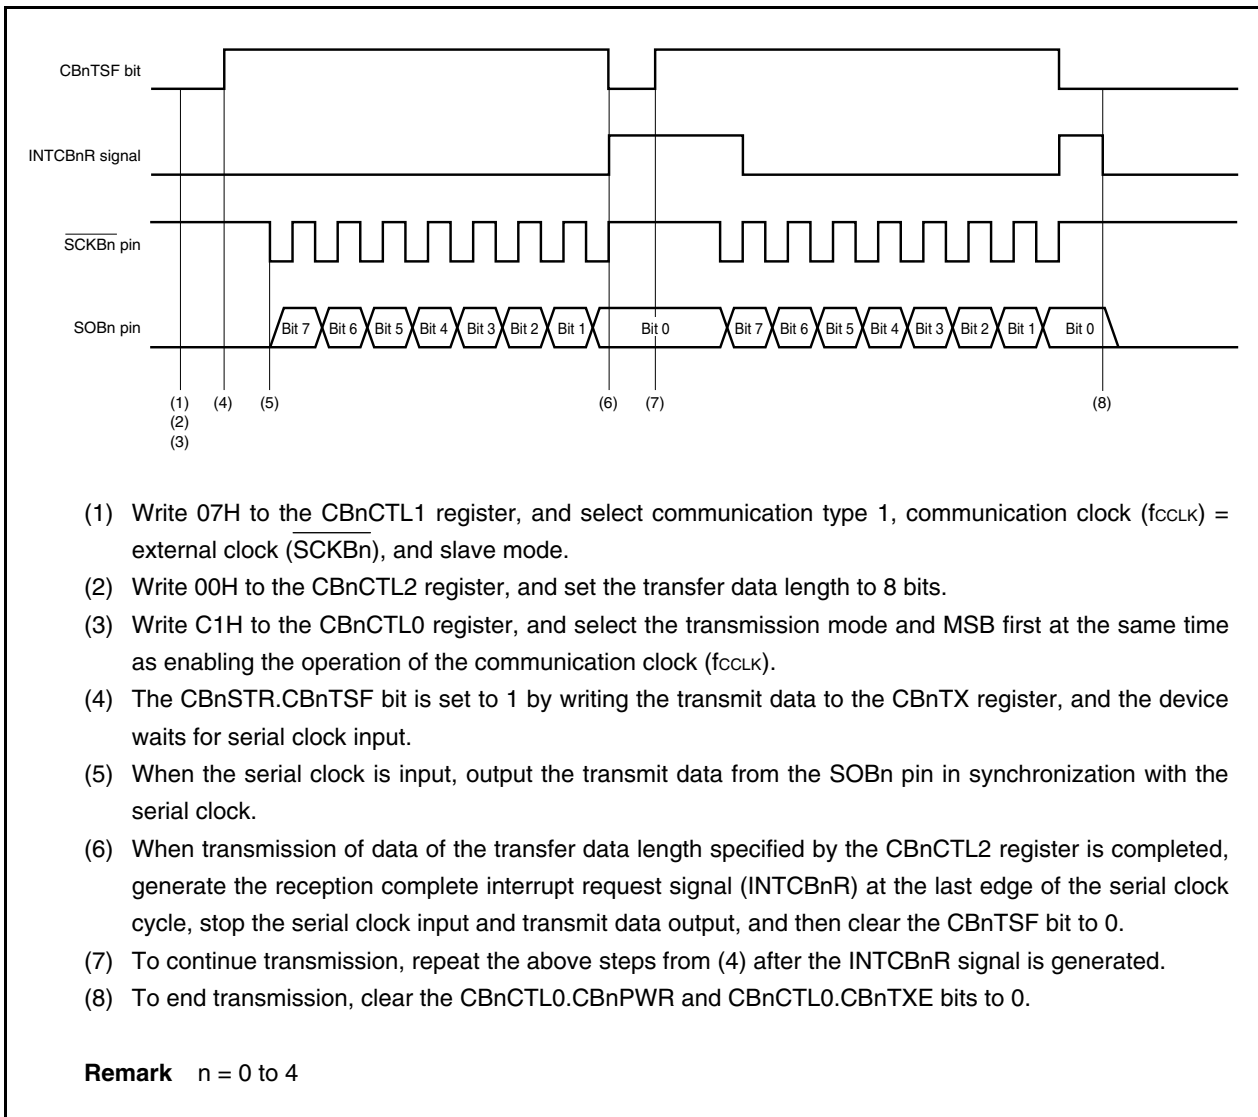 CBnTSF bit
INTCBnR signal
SCKBn pin
SOBn pin
Bit 7 Bit 6 Bit 5 Bit 4 Bit 3 Bit 2 Bit 1 Bit 0 Bit 7 Bit 6 Bit 5 Bit 4 Bit 3 Bit 2 Bit 1 Bit 0
(1) (4) (5) (6) (7) (8)
(2)
(3)
(1) Write 07H to the CBnCTL1 register, and select communication type 1, communication clock (fCCLK) =
external clock (SCKBn), and slave mode.
(2) Write 00H to the CBnCTL2 register, and set the transfer data length to 8 bits.
(3) Write C1H to the CBnCTL0 register, and select the transmission mode and MSB first at the same time
as enabling the operation of the communication clock (fCCLK).
(4) The CBnSTR.CBnTSF bit is set to 1 by writing the transmit data to the CBnTX register, and the device
waits for serial clock input.
(5) When the serial clock is input, output the transmit data from the SOBn pin in synchronization with the
serial clock.
(6) When transmission of data of the transfer data length specified by the CBnCTL2 register is completed,
generate the reception complete interrupt request signal (INTCBnR) at the last edge of the serial clock
cycle, stop the serial clock input and transmit data output, and then clear the CBnTSF bit to 0.
(7) To continue transmission, repeat the above steps from (4) after the INTCBnR signal is generated.
(8) To end transmission, clear the CBnCTL0.CBnPWR and CBnCTL0.CBnTXE bits to 0.
Remark n = 0 to 4